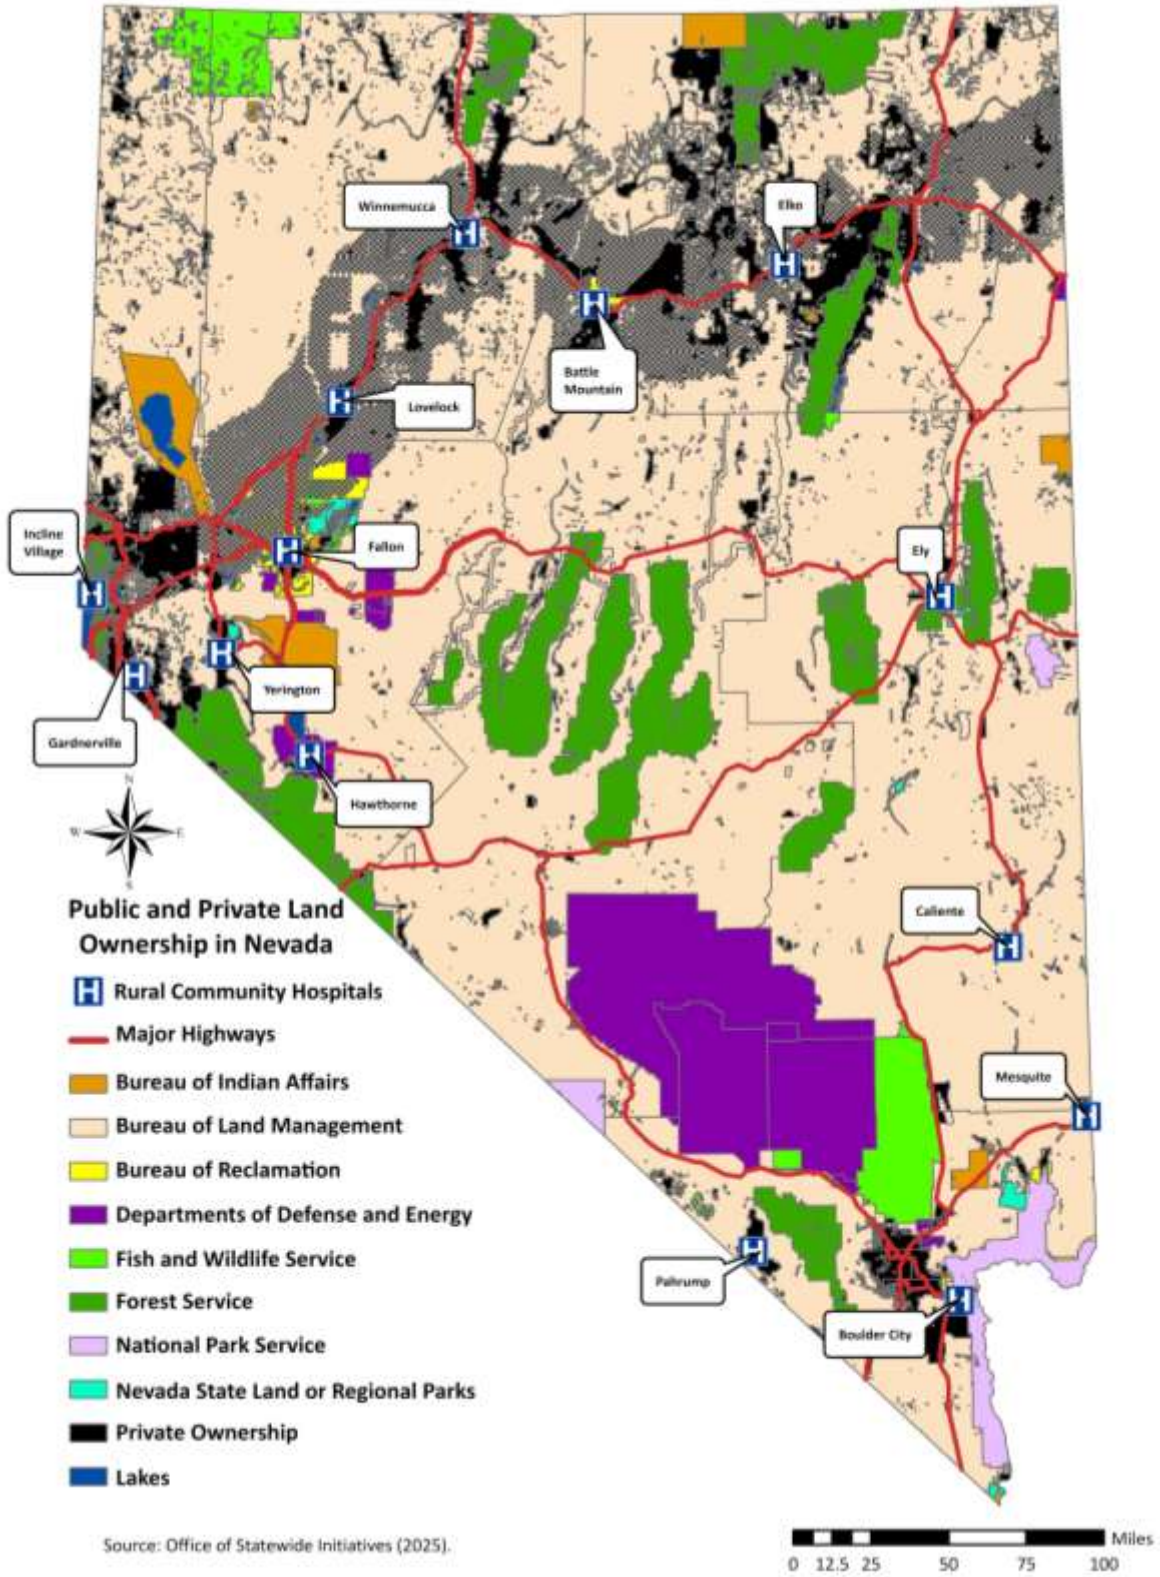 Winnemucca
Elko
Battle
Mountain
Lovelock
Incline
Village
Fallon
Ely
Yerington
Gardnerville
Hawthorne
N
W
E
S
Caliente
Mesquite
Pahrump
Boulder City
Public and Private Land
Ownership in Nevada
H Rural Community Hospitals
Major Highways
Bureau of Indian Affairs
Bureau of Land Management
Bureau of Reclamation
Departments of Defense and Energy
Fish and Wildlife Service
Forest Service
National Park Service
Nevada State Land or Regional Parks
Private Ownership
Lakes
Source: Office of Statewide Initiatives (2025).
Miles
0 12.5 25 50 75 100